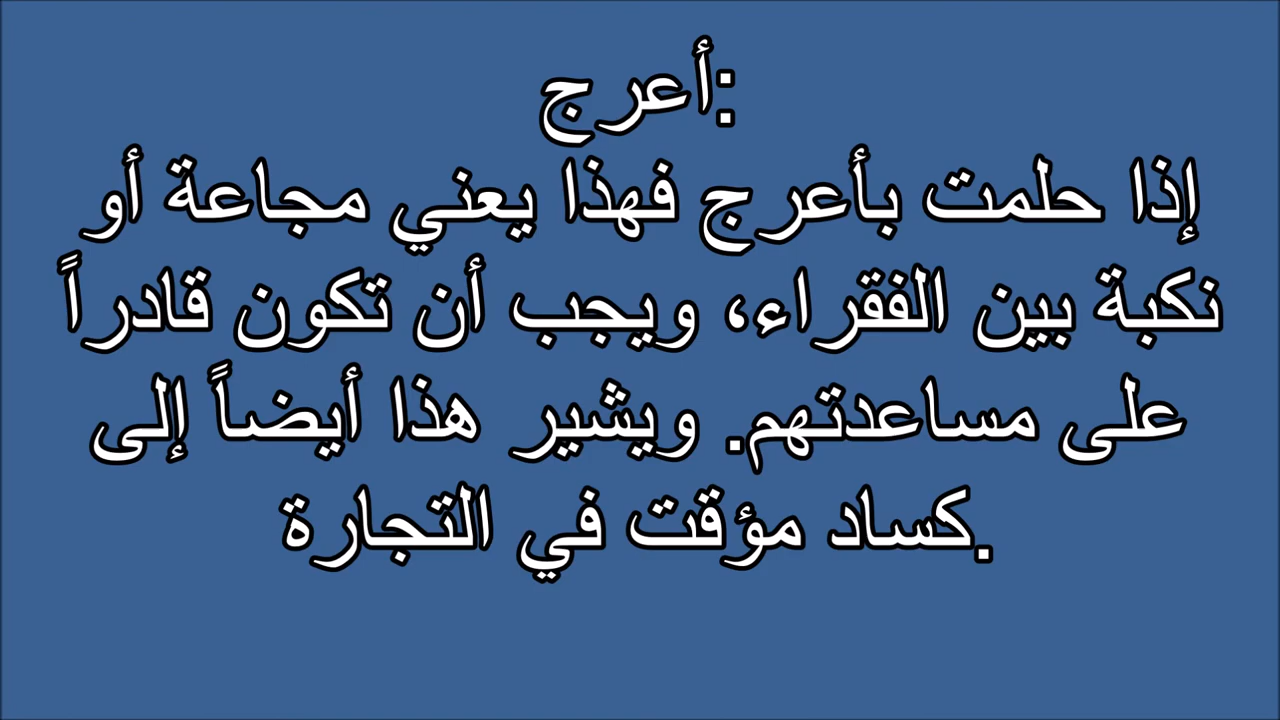 أعرج:
إذا حلمت بأعرج فهذا يعني مجاعة أو
نكبة بين الفقراء، ويجب أن تكون قادراً
على مساعدتهم. ويشير هذا أيضاً إلى
كساد مؤقت في التجارة.